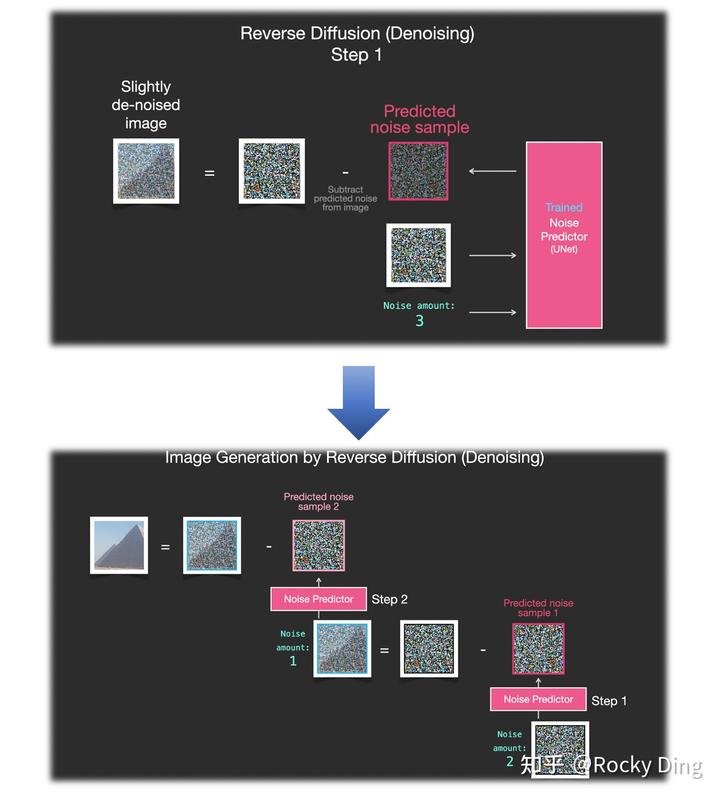 Reverse Diffusion (Denoising)
Step 1
Slightly
de-noised
image
=
-
Subtract
predicted noise
from image
Predicted
noise sample
Noise amount:
3
Trained
Noise
Predictor
(UNet)
Image Generation by Reverse Diffusion (Denoising)
=
-
Predicted noise
sample 2
Noise Predictor
Step 2
Noise
amount:
1
=
-
Predicted noise
sample 1
Noise Predictor
Step 1
Noise
amount:
2
知乎 @Rocky Ding